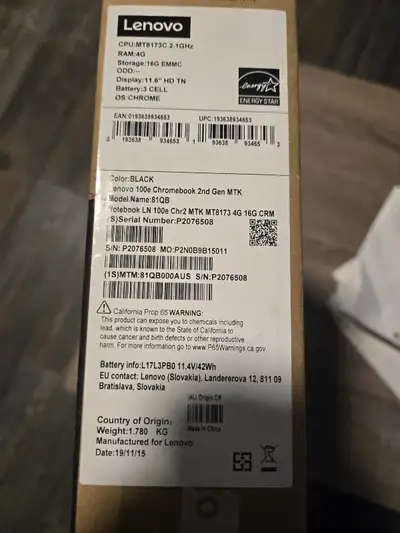 Lenovo
CPU:MT8173C 2.1GHz
RAM:4G
Storage:16G EMMC
ODD:--
Display:11.6" HD TN
Battery:3 CELL
OS:CHROME
energy
ENERGY STAR
EAN:0193638934653
UPC:193638934653
0 193638 934653
1 93638 93465 3
Color:BLACK
Lenovo 100e Chromebook 2nd Gen MTK
Model Name:81QB
Notebook LN 100e Chr2 MTK MT8173 4G 16G CRM
(S)Serial Number:P2076508
S/N: P2076508 MO:P2N0B9B15011
(1S)MTM:81QB000AUS S/N:P2076508
California Prop 65 WARNING:
This product can expose you to chemicals including
lead, which is known to the State of California to
cause cancer and birth defects or other reproductive
harm. For more information go to www.P65Warnings.ca.gov
Battery info:L17L3PB0 11.4V/42Wh
EU contact: Lenovo (Slovakia), Landererova 12, 811 09
Bratislava, Slovakia
IAU Origin:CR
Made in China
Country of Origin:
Weight:1.780 KG
Manufactured for Lenovo
Date:19/11/15